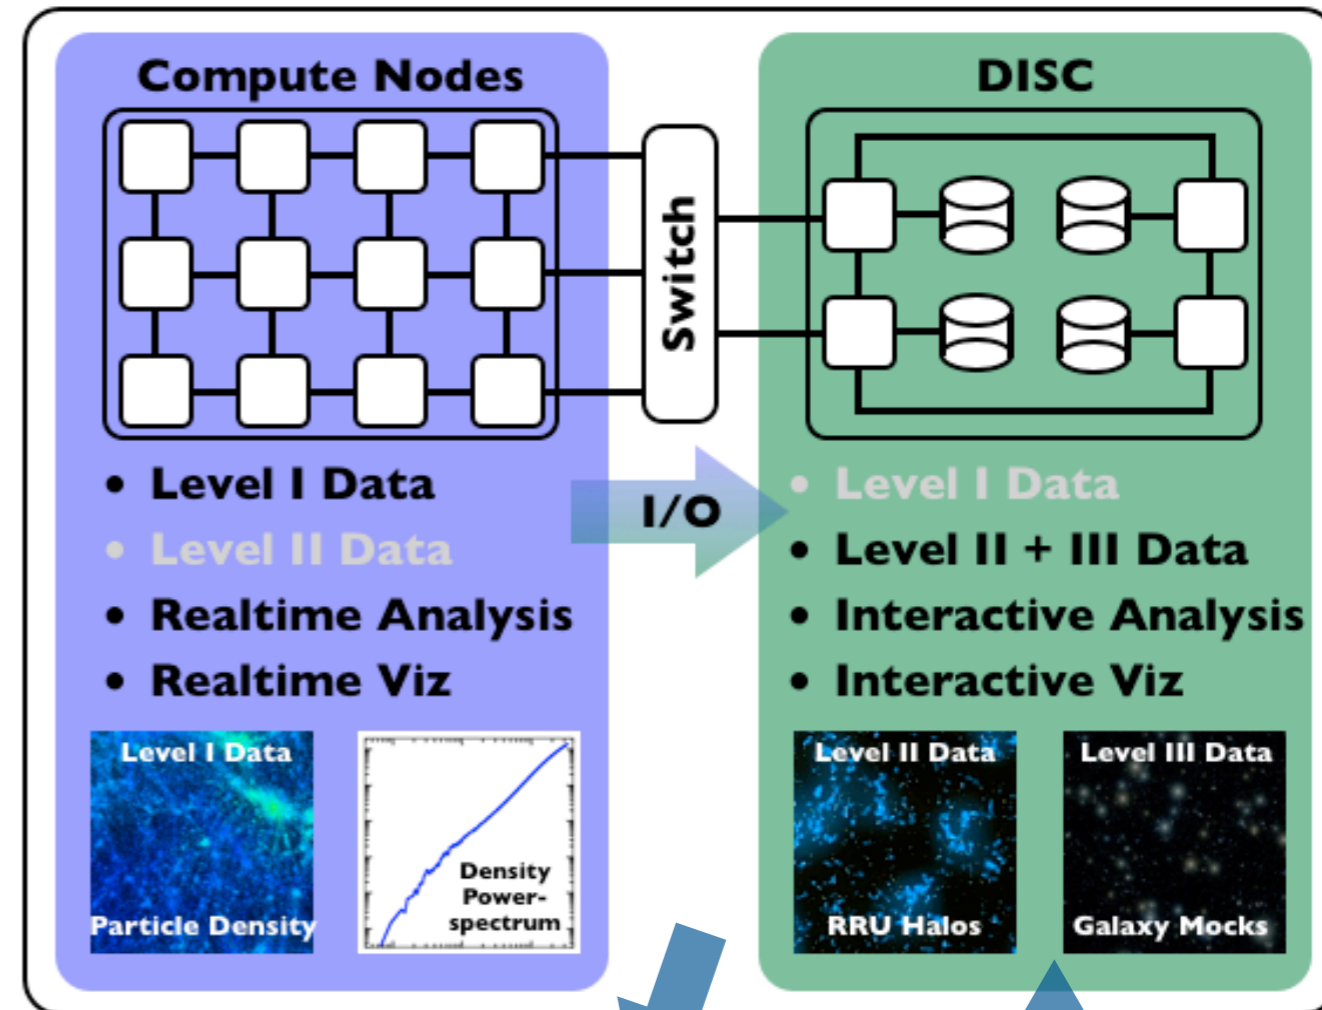 Compute Nodes
Switch
DISC
I/O
• Level I Data
• Level II Data
• Realtime Analysis
• Realtime Viz
Level I Data
Particle Density
Density
Power-
spectrum
• Level I Data
• Level II + III Data
• Interactive Analysis
• Interactive Viz
Level II Data
RRU Halos
Level III Data
Galaxy Mocks